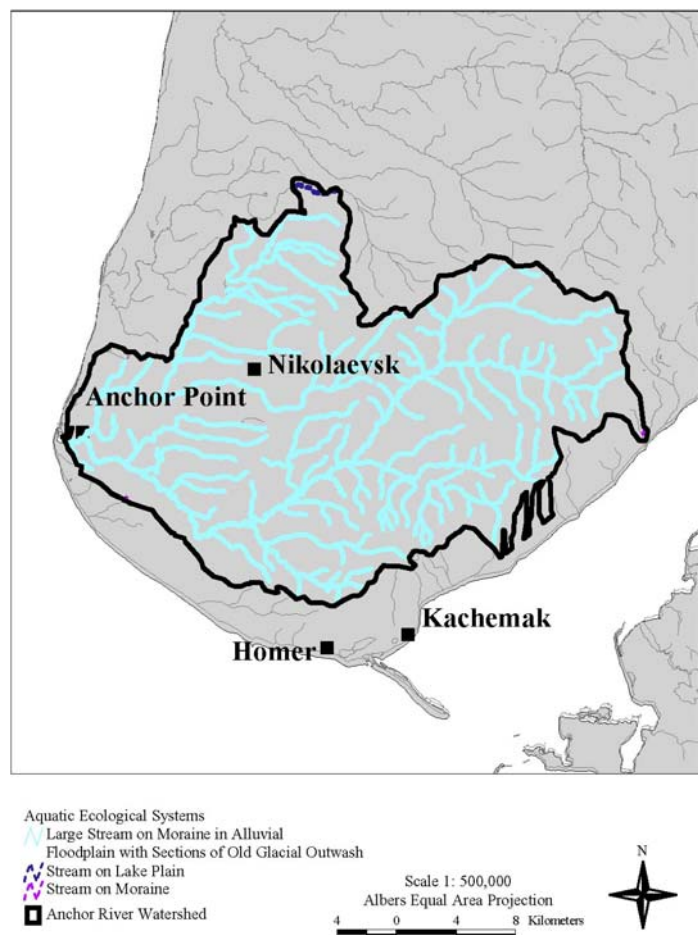 Nikolaevsk
Anchor Point
Kachemak
Homer
Aquatic Ecological Systems
Large Stream on Moraine in Alluvial
Floodplain with Sections of Old Glacial Outwash
Stream on Lake Plain
Stream on Moraine
Anchor River Watershed
Scale 1: 500,000
Albers Equal Area Projection
4 0 4 8 Kilometers
N